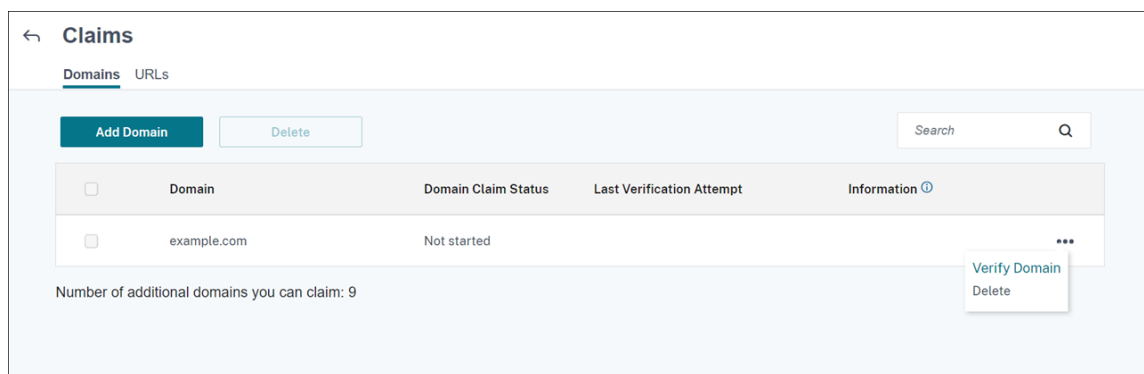 Claims
Domains URLs
Add Domain Delete Search
Domain Domain Claim Status Last Verification Attempt Information
example.com Not started
Verify Domain
Delete
Number of additional domains you can claim: 9